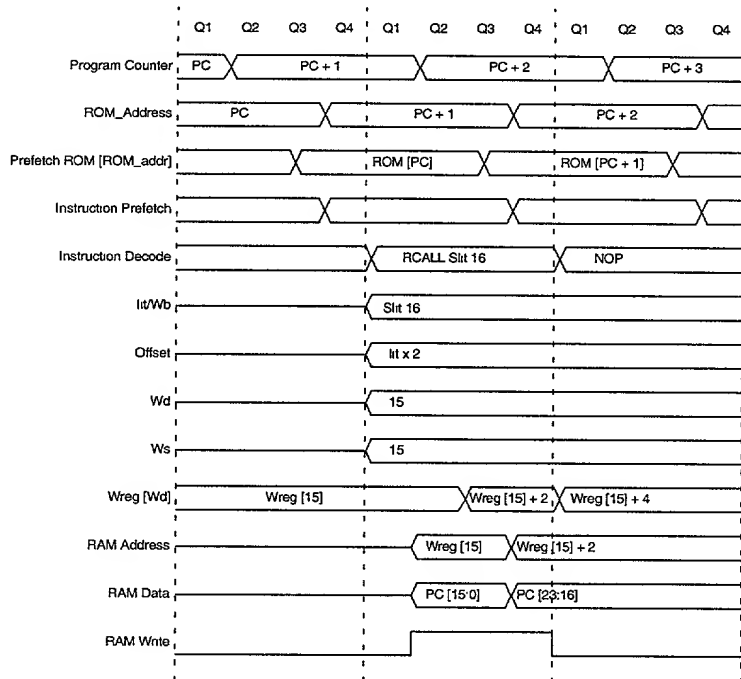 Q1 Q2 Q3 Q4 Q1 Q2 Q3 Q4 Q1 Q2 Q3 Q4
Program Counter PC PC + 1 PC + 2 PC + 3
ROM_Address PC PC + 1 PC + 2
Prefetch ROM [ROM_addr] ROM [PC] ROM [PC + 1]
Instruction Prefetch
Instruction Decode RCALL Slit 16 NOP
lit/Wb Slit 16
Offset lit x 2
Wd 15
Ws 15
Wreg [Wd] Wreg [15] Wreg [15] + 2 Wreg [15] + 4
RAM Address Wreg [15] Wreg [15] + 2
RAM Data PC [15:0] PC [23:16]
RAM Write